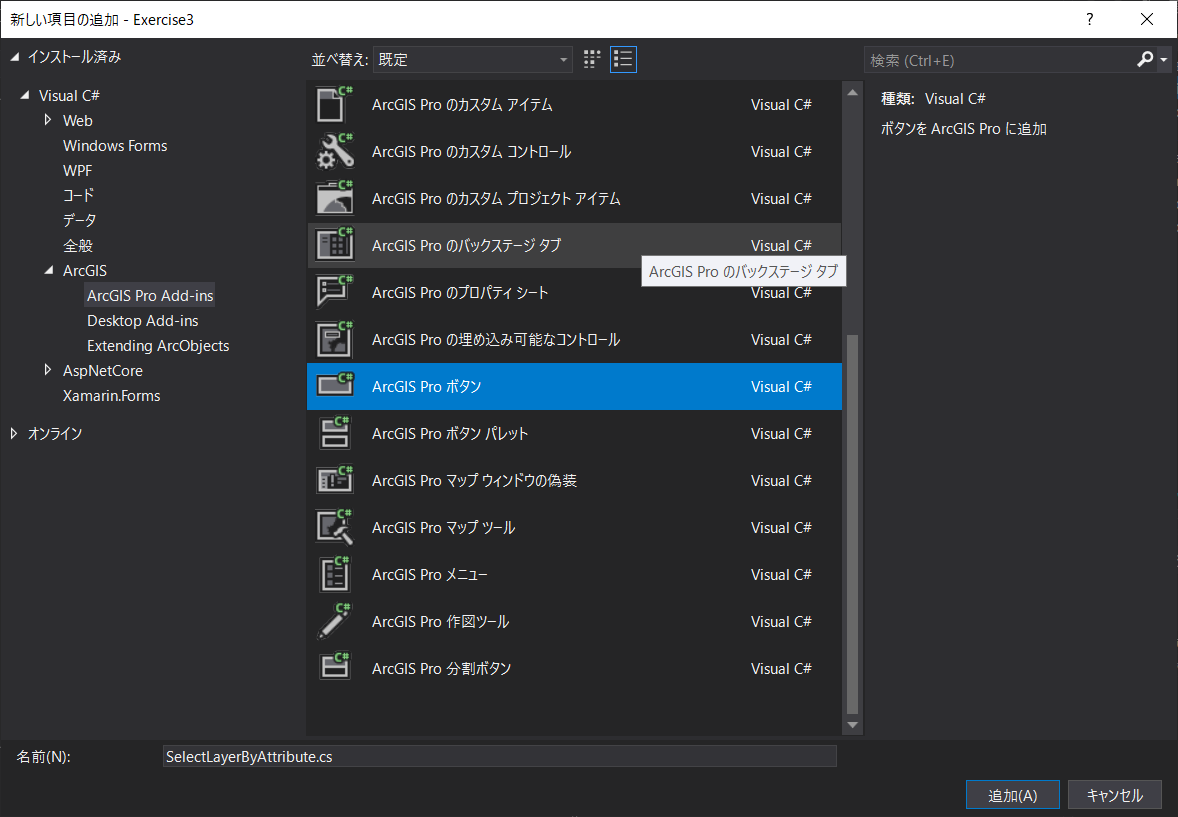 新しい項目の追加 - Exercise3
?
インストール済み
並べ替え: 既定
検索 (Ctrl+E)
Visual C#
Web
Windows Forms
WPF
コード
データ
全般
ArcGIS
ArcGIS Pro Add-ins
Desktop Add-ins
Extending ArcObjects
AspNetCore
Xamarin.Forms
オンライン
ArcGIS Pro のカスタム アイテム Visual C#
ArcGIS Pro のカスタム コントロール Visual C#
ArcGIS Pro のカスタム プロジェクト アイテム Visual C#
ArcGIS Pro のバックステージ タブ Visual C#
ArcGIS Pro のバックステージ タブ
ArcGIS Pro のプロパティ シート Visual C#
ArcGIS Pro の埋め込み可能なコントロール Visual C#
ArcGIS Pro ボタン Visual C#
ArcGIS Pro ボタン パレット Visual C#
ArcGIS Pro マップ ウィンドウの偽装 Visual C#
ArcGIS Pro マップ ツール Visual C#
ArcGIS Pro メニュー Visual C#
ArcGIS Pro 作図ツール Visual C#
ArcGIS Pro 分割ボタン Visual C#
種類: Visual C#
ボタンを ArcGIS Pro に追加
名前(N): SelectLayerByAttribute.cs
追加(A) キャンセル